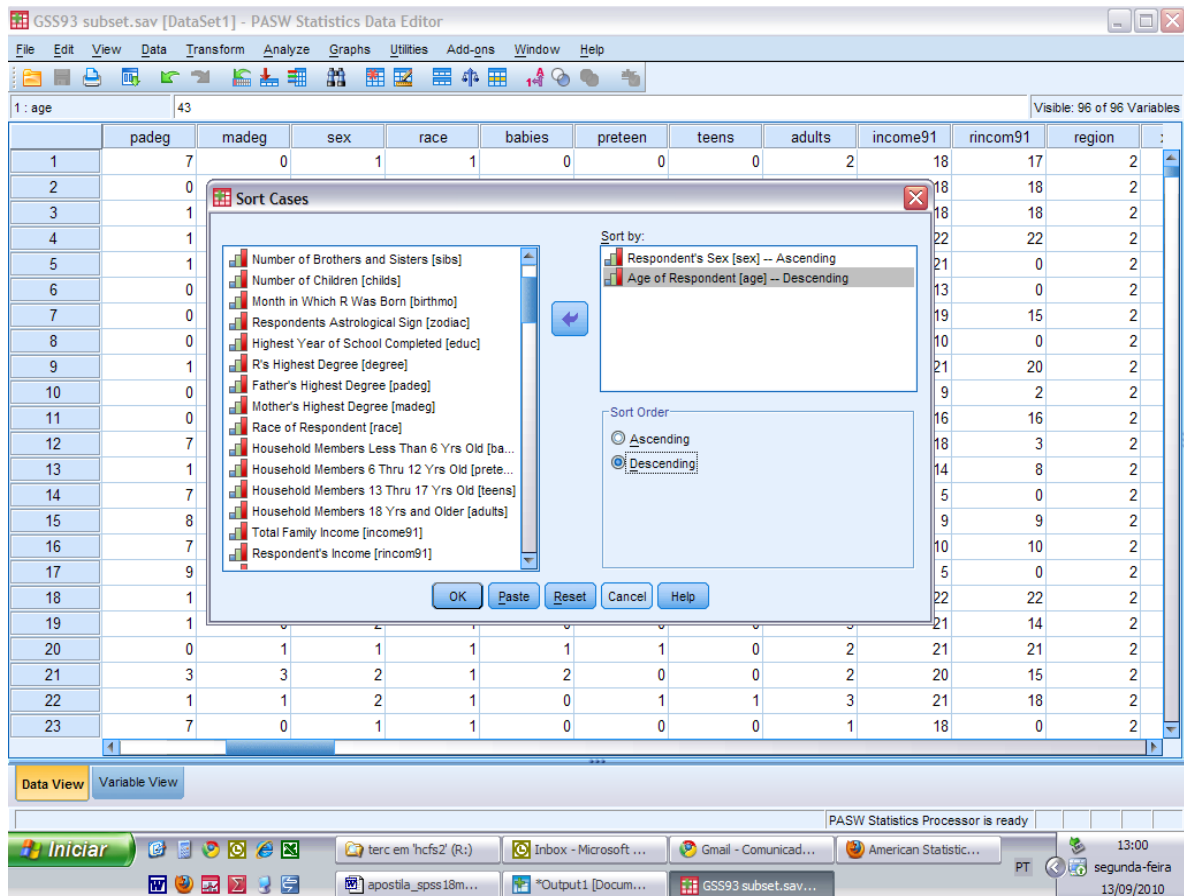 GSS93 subset.sav [DataSet1] - PASW Statistics Data Editor
File Edit View Data Transform Analyze Graphs Utilities Add-ons Window Help
1 : age 43 Visible: 96 of 96 Variables
padeg madeg sex race babies preteen teens adults income91 rincom91 region
1 7 0 1 1 0 0 0 2 18 17 2
2 0 18 18 2
3 1 18 18 2
4 1 22 22 2
5 1 21 0 2
6 0 13 0 2
7 0 19 15 2
8 0 10 0 2
9 1 21 20 2
10 0 9 2 2
11 0 16 16 2
12 7 18 3 2
13 1 14 8 2
14 7 5 0 2
15 8 9 9 2
16 7 10 10 2
17 9 5 0 2
18 1 22 22 2
19 1 21 14 2
20 0 1 1 1 1 1 0 2 21 21 2
21 3 3 2 1 2 0 0 2 20 15 2
22 1 1 2 1 0 1 1 3 21 18 2
23 7 0 1 1 0 0 0 1 18 0 2
Sort Cases
Number of Brothers and Sisters [sibs]
Number of Children [childs]
Month in Which R Was Born [birthmo]
Respondents Astrological Sign [zodiac]
Highest Year of School Completed [educ]
R's Highest Degree [degree]
Father's Highest Degree [padeg]
Mother's Highest Degree [madeg]
Race of Respondent [race]
Household Members Less Than 6 Yrs Old [ba...
Household Members 6 Thru 12 Yrs Old [prete...
Household Members 13 Thru 17 Yrs Old [teens]
Household Members 18 Yrs and Older [adults]
Total Family Income [income91]
Respondent's Income [rincom91]
Sort by:
Respondent's Sex [sex] -- Ascending
Age of Respondent [age] -- Descending
Sort Order
Ascending
Descending
OK Paste Reset Cancel Help
Data View Variable View
PASW Statistics Processor is ready
Iniciar
terc em 'hcfs2' (R:) Inbox - Microsoft ... Gmail - Comunicad... American Statistic...
apostila_spss18m... *Output1 [Docum... GSS93 subset.sav...
PT
13:00
segunda-feira
13/09/2010